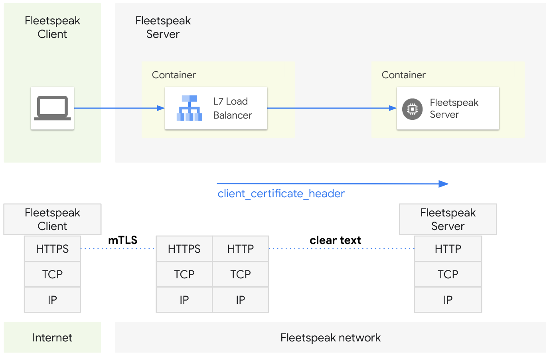 Fleetspeak
Client
Fleetspeak
Server
Container
L7 Load
Balancer
Container
Fleetspeak
Server
client_certificate_header
Fleetspeak
Client
Fleetspeak
Server
HTTPS
mTLS
HTTPS
HTTP
clear text
HTTP
TCP
TCP
TCP
TCP
IP
IP
IP
IP
Internet
Fleetspeak network